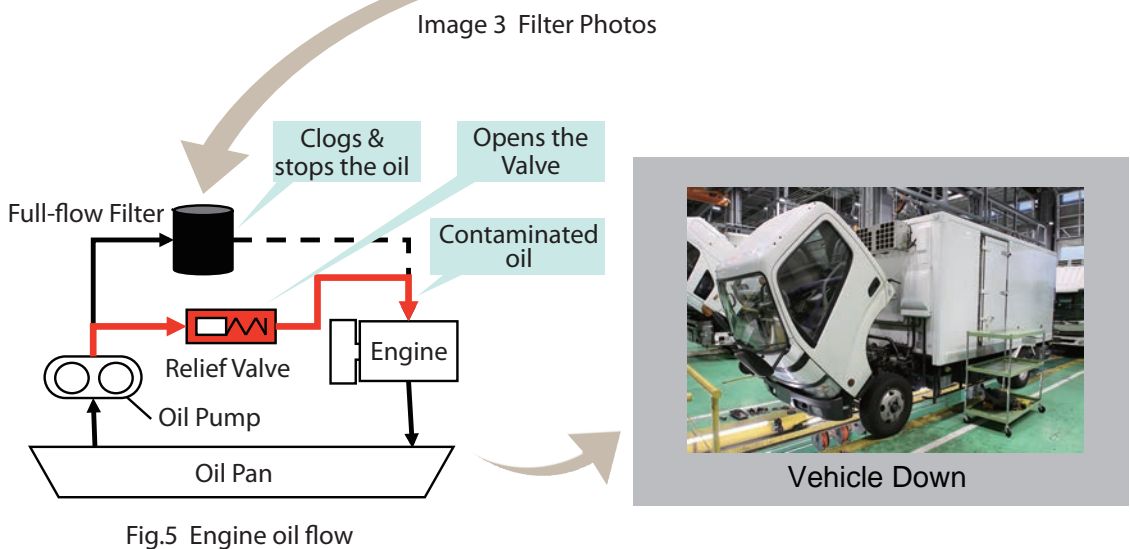 Image 3 Filter Photos
Clogs &
stops the oil
Opens the
Valve
Full-flow Filter
Contaminated
oil
Relief Valve
Engine
Oil Pump
Oil Pan
Vehicle Down
Fig.5 Engine oil flow